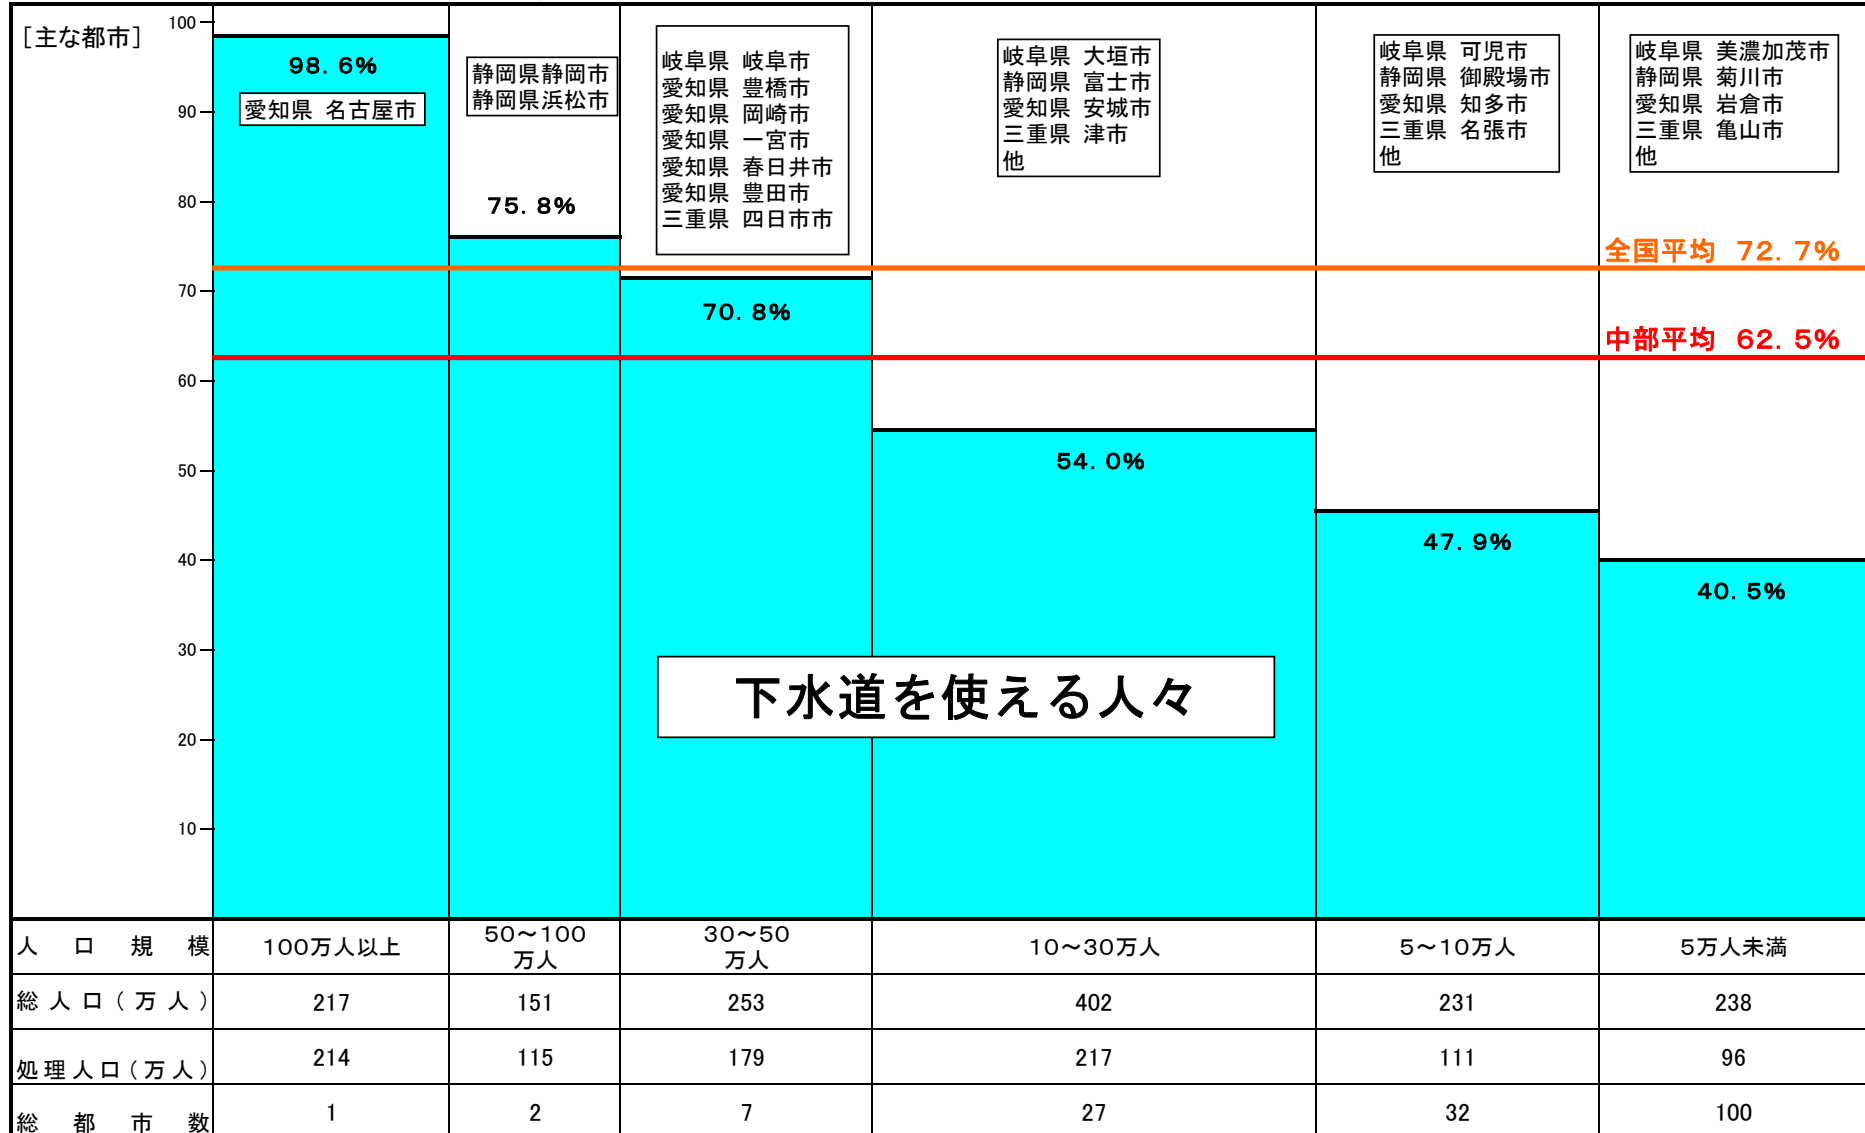 ［主な都市］
100
90
80
70
60
50
40
30
20
10
98．6％
愛知県 名古屋市
静岡県静岡市
静岡県浜松市
75．8％
岐阜県 岐阜市
愛知県 豊橋市
愛知県 岡崎市
愛知県 一宮市
愛知県 春日井市
愛知県 豊田市
三重県 四日市市
70．8％
岐阜県 大垣市
静岡県 富士市
愛知県 安城市
三重県 津市
他
54．0％
岐阜県 可児市
静岡県 御殿場市
愛知県 知多市
三重県 名張市
他
47．9％
岐阜県 美濃加茂市
静岡県 菊川市
愛知県 岩倉市
三重県 亀山市
他
全国平均 72．7％
中部平均 62．5％
40．5％
下水道を使える人々
人口規模 100万人以上 50～100万人 30～50万人 10～30万人 5～10万人 5万人未満
総人口（万人） 217 151 253 402 231 238
処理人口（万人） 214 115 179 217 111 96
総都市数 1 2 7 27 32 100